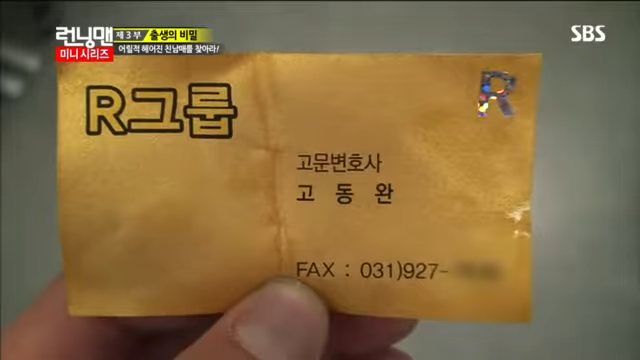 런닝맨
미니 시리즈
제 3 부 출생의 비밀
어릴적 헤어진 친남매를 찾아라!
SBS
R그룹
R
고문변호사
고 동 완
FAX : 031)927-